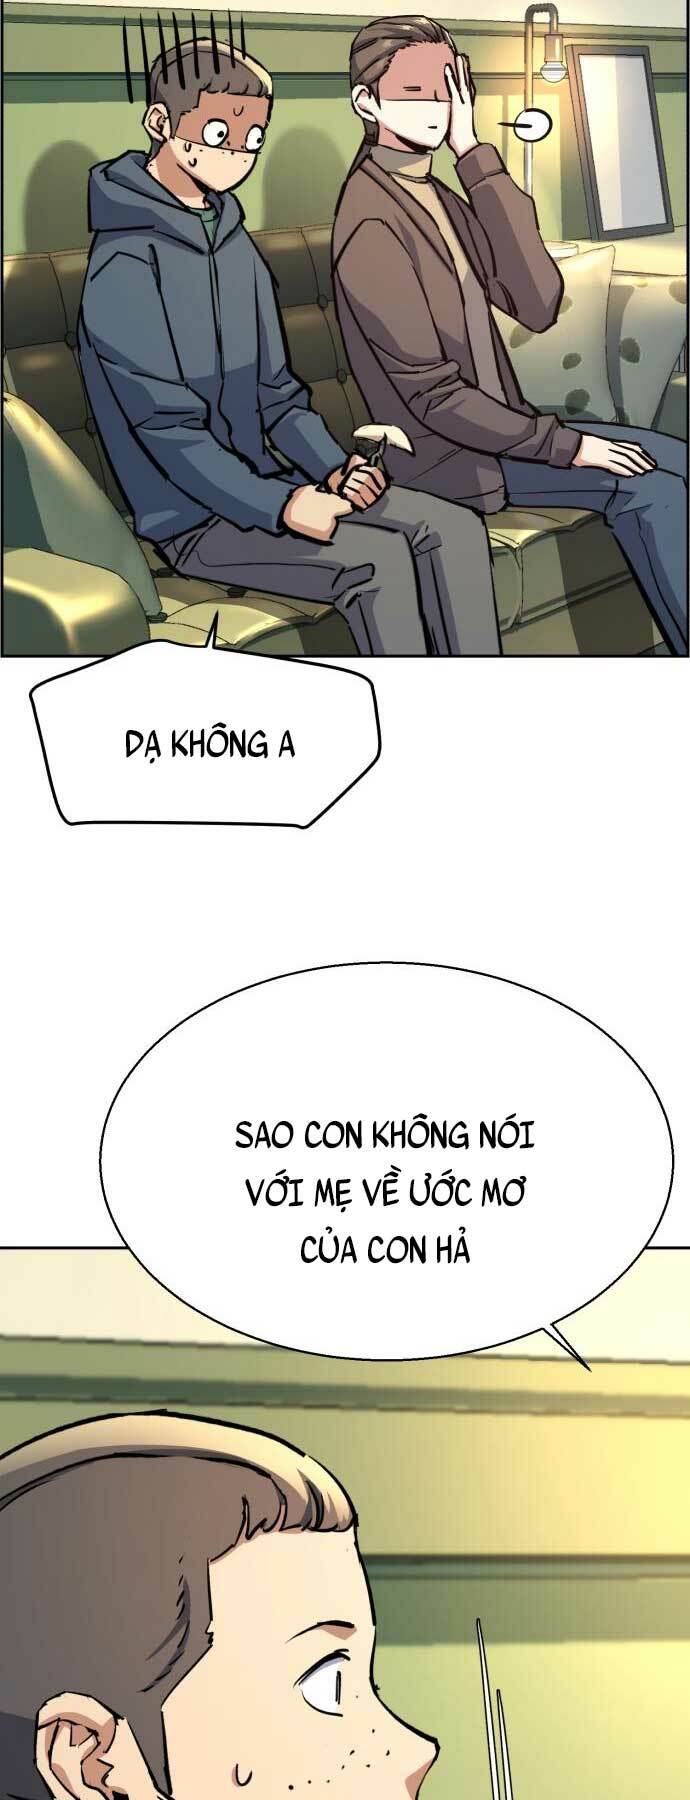 DẠ KHÔNG A
SAO CON KHÔNG NÓI
VỚI MẸ VỀ ƯỚC MƠ
CỦA CON HẢ